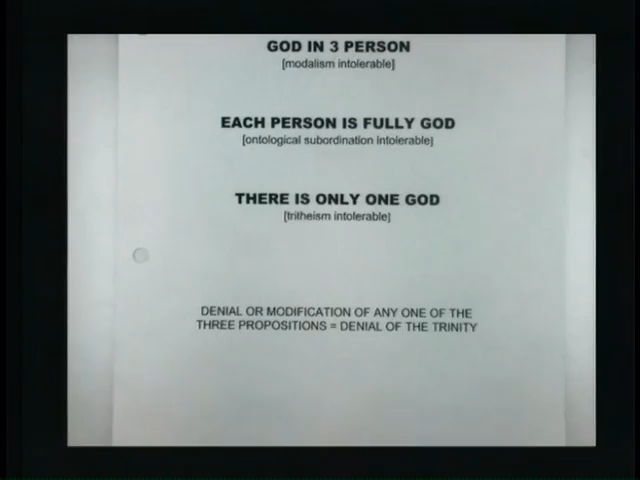 GOD IN 3 PERSON
[modalism intolerable]
EACH PERSON IS FULLY GOD
[ontological subordination intolerable]
THERE IS ONLY ONE GOD
[tritheism intolerable]
DENIAL OR MODIFICATION OF ANY ONE OF THE
THREE PROPOSITIONS = DENIAL OF THE TRINITY